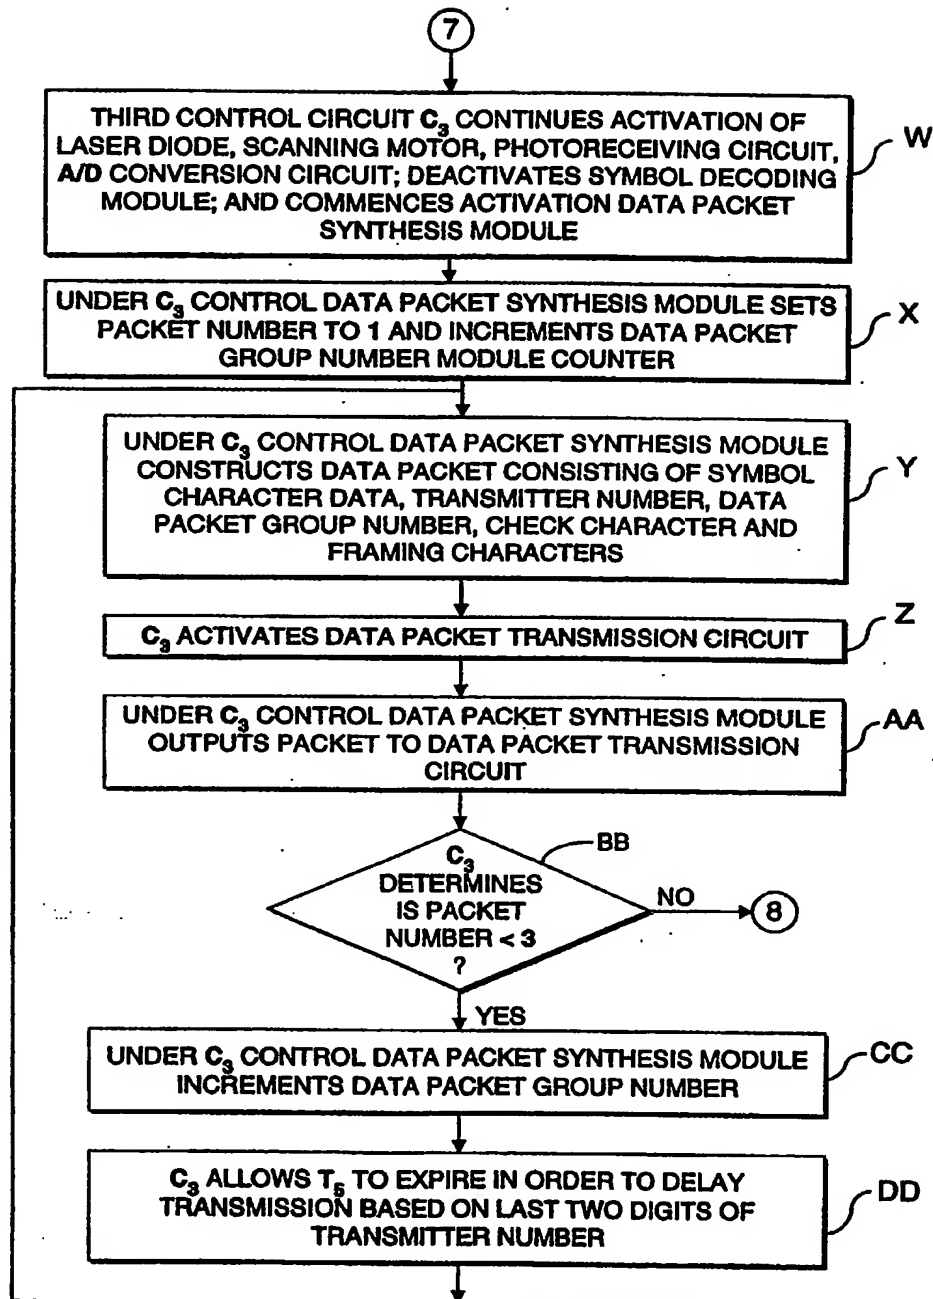 7
THIRD CONTROL CIRCUIT C3 CONTINUES ACTIVATION OF
LASER DIODE, SCANNING MOTOR, PHOTORECEIVING CIRCUIT,
A/D CONVERSION CIRCUIT; DEACTIVATES SYMBOL DECODING
MODULE; AND COMMENCES ACTIVATION DATA PACKET
SYNTHESIS MODULE
W
UNDER C3 CONTROL DATA PACKET SYNTHESIS MODULE SETS
PACKET NUMBER TO 1 AND INCREMENTS DATA PACKET
GROUP NUMBER MODULE COUNTER
X
UNDER C3 CONTROL DATA PACKET SYNTHESIS MODULE
CONSTRUCTS DATA PACKET CONSISTING OF SYMBOL
CHARACTER DATA, TRANSMITTER NUMBER, DATA
PACKET GROUP NUMBER, CHECK CHARACTER AND
FRAMING CHARACTERS
Y
C3 ACTIVATES DATA PACKET TRANSMISSION CIRCUIT
Z
UNDER C3 CONTROL DATA PACKET SYNTHESIS MODULE
OUTPUTS PACKET TO DATA PACKET TRANSMISSION
CIRCUIT
AA
C3
DETERMINES
IS PACKET
NUMBER < 3
?
BB
NO
8
YES
UNDER C3 CONTROL DATA PACKET SYNTHESIS MODULE
INCREMENTS DATA PACKET GROUP NUMBER
CC
C3 ALLOWS T5 TO EXPIRE IN ORDER TO DELAY
TRANSMISSION BASED ON LAST TWO DIGITS OF
TRANSMITTER NUMBER
DD